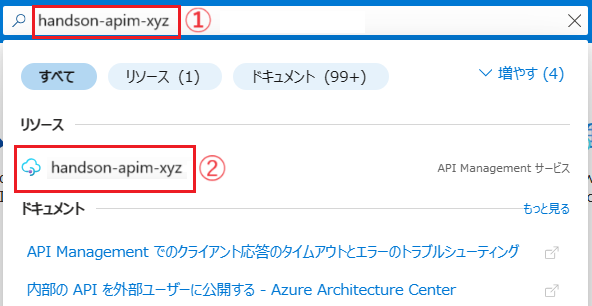 handson-apim-xyz ①
すべて リソース (1) ドキュメント (99+) 増やす (4)
リソース
handson-apim-xyz ② API Management サービス
ドキュメント もっと見る
API Management でのクライアント応答のタイムアウトとエラーのトラブルシューティング
内部の API を外部ユーザーに公開する - Azure Architecture Center